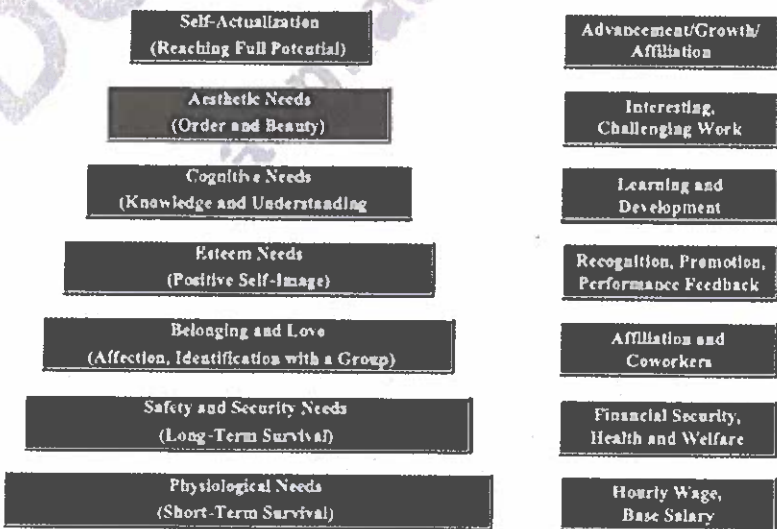 Self-Actualization
(Reaching Full Potential)
Advancement/Growth/
Affiliation
Aesthetic Needs
(Order and Beauty)
Interesting,
Challenging Work
Cognitive Needs
(Knowledge and Understanding
Learning and
Development
Esteem Needs
(Positive Self-Image)
Recognition, Promotion,
Performance Feedback
Belonging and Love
(Affection, Identification with a Group)
Affiliation and
Coworkers
Safety and Security Needs
(Long-Term Survival)
Financial Security,
Health and Welfare
Physiological Needs
(Short-Term Survival)
Hourly Wage,
Base Salary